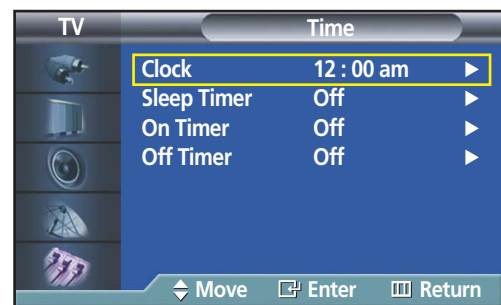 TV Time
Clock 12 : 00 am
Sleep Timer Off
On Timer Off
Off Timer Off
Move Enter Return